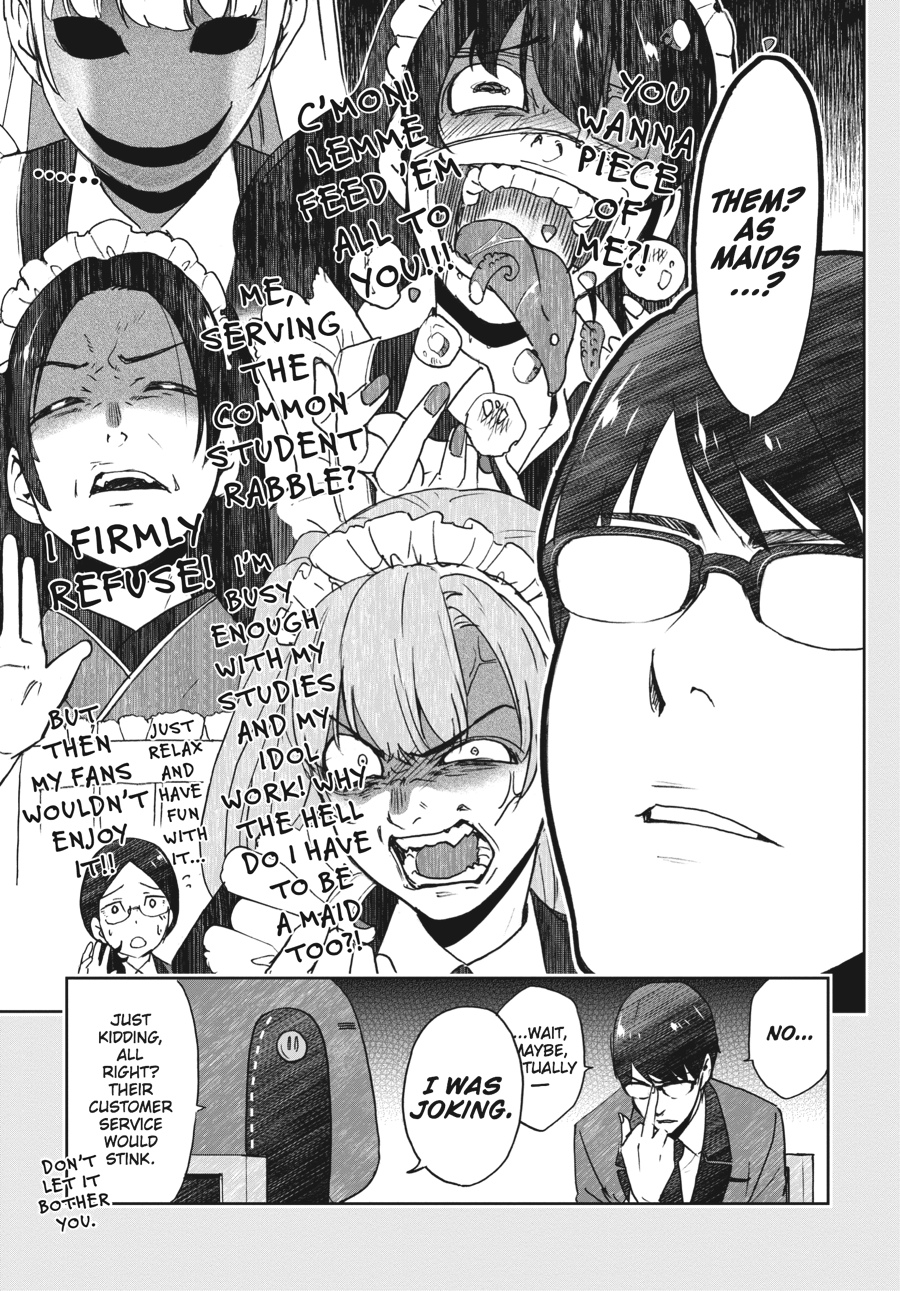 THEM?
AS
MAIDS
....?
YOU
WANNA
PIECE
OF
ME?!
C'MON!
LEMME
FEED 'EM
ALL TO
YOU!!!
......
ME,
SERVING
THE
COMMON
STUDENT
RABBLE?
I FIRMLY
REFUSE!
I'M
BUSY
ENOUGH
WITH MY
STUDIES
AND MY
IDOL
WORK! WHY
THE HELL
DO I HAVE
TO BE
A MAID
TOO?!
JUST
RELAX
AND
HAVE
FUN
WITH
IT...
BUT,
THEN
MY FANS
WOULDN'T
ENJOY
IT!!
NO...
...WAIT,
MAYBE,
TUALLY
—
I WAS
JOKING.
JUST
KIDDING,
ALL
RIGHT?
THEIR
CUSTOMER
SERVICE
WOULD
STINK.
DON'T
LET IT
BOTHER
YOU.